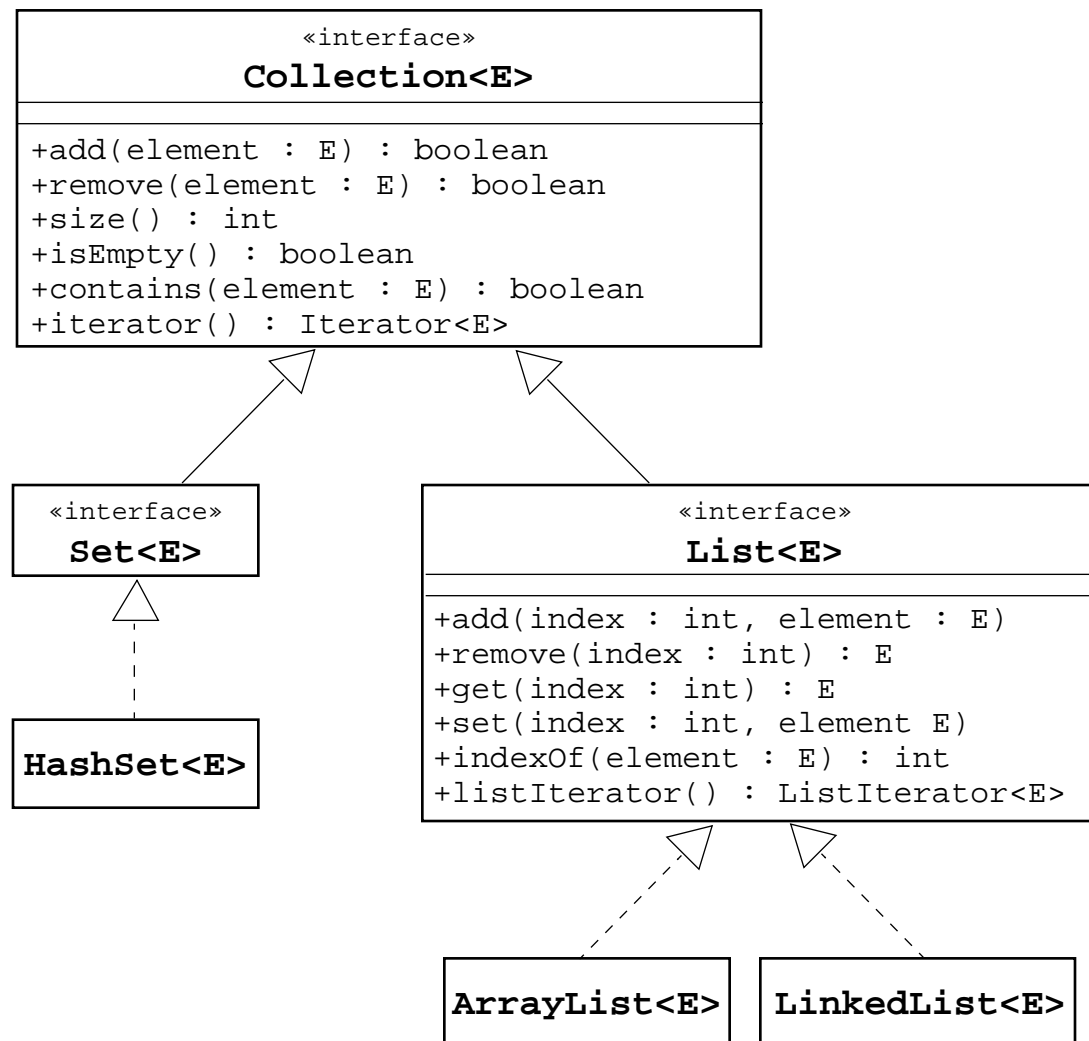 «interface»
Collection<E>
+add(element : E) : boolean
+remove(element : E) : boolean
+size() : int
+isEmpty() : boolean
+contains(element : E) : boolean
+iterator() : Iterator<E>
«interface»
Set<E>
HashSet<E>
«interface»
List<E>
+add(index : int, element : E)
+remove(index : int) : E
+get(index : int) : E
+set(index : int, element E)
+indexOf(element : E) : int
+listIterator() : ListIterator<E>
ArrayList<E>
LinkedList<E>